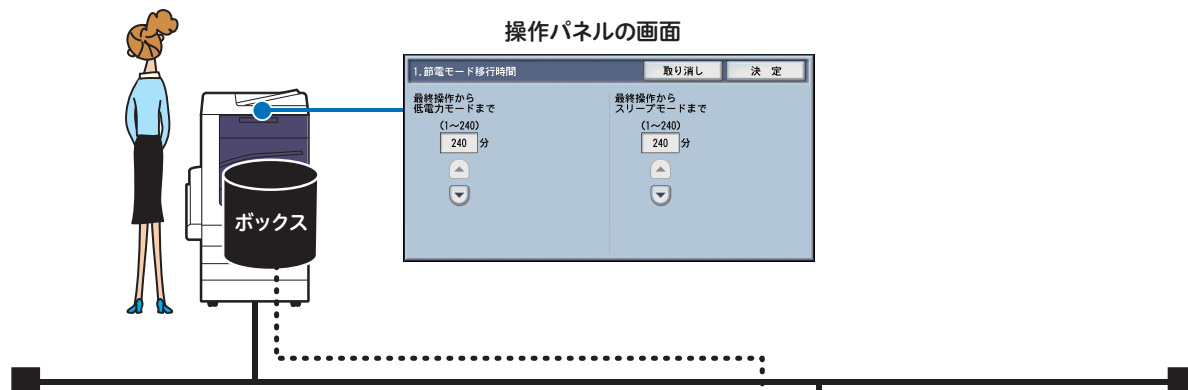 操作パネルの画面
1.節電モード移行時間
取り消し
決 定
最終操作から
低電力モードまで
(1～240)
240 分
最終操作から
スリープモードまで
(1～240)
240 分
ボックス